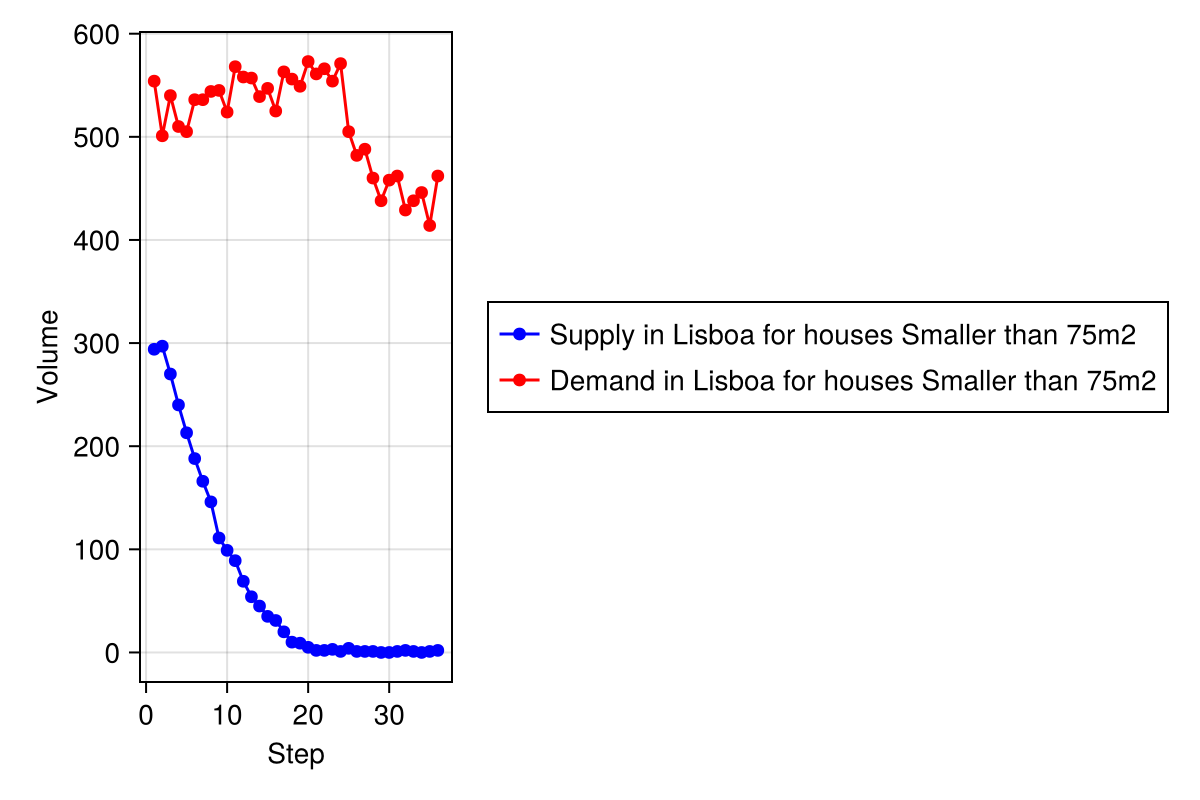 600
500
400
300
200
100
0
Volume
0 10 20 30
Step
Supply in Lisboa for houses Smaller than 75m2
Demand in Lisboa for houses Smaller than 75m2